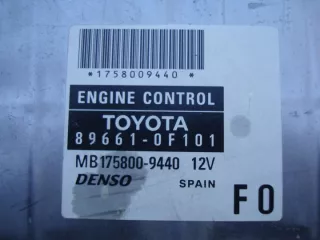 *1758009440*
ENGINE CONTROL
TOYOTA
89661-0F101
MB175800-9440 12V
DENSO SPAIN F0